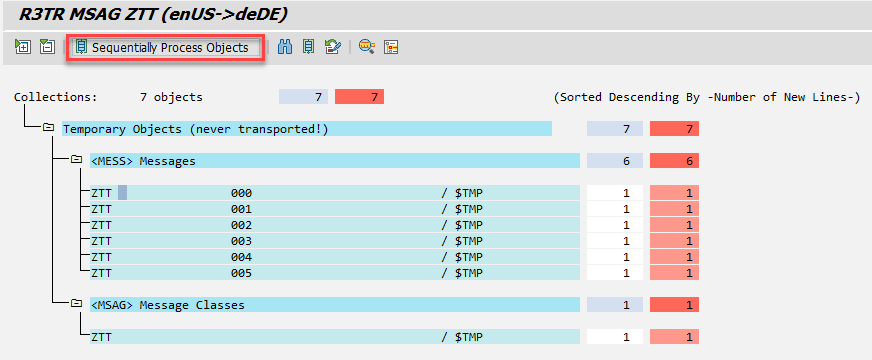 R3TR MSAG ZTT (enUS->deDE)
Sequentially Process Objects
Collections: 7 objects 7 7 (Sorted Descending By -Number of New Lines-)
Temporary Objects (never transported!) 7 7
<MESS> Messages 6 6
ZTT 000 / $TMP 1 1
ZTT 001 / $TMP 1 1
ZTT 002 / $TMP 1 1
ZTT 003 / $TMP 1 1
ZTT 004 / $TMP 1 1
ZTT 005 / $TMP 1 1
<MSAG> Message Classes 1 1
ZTT / $TMP 1 1